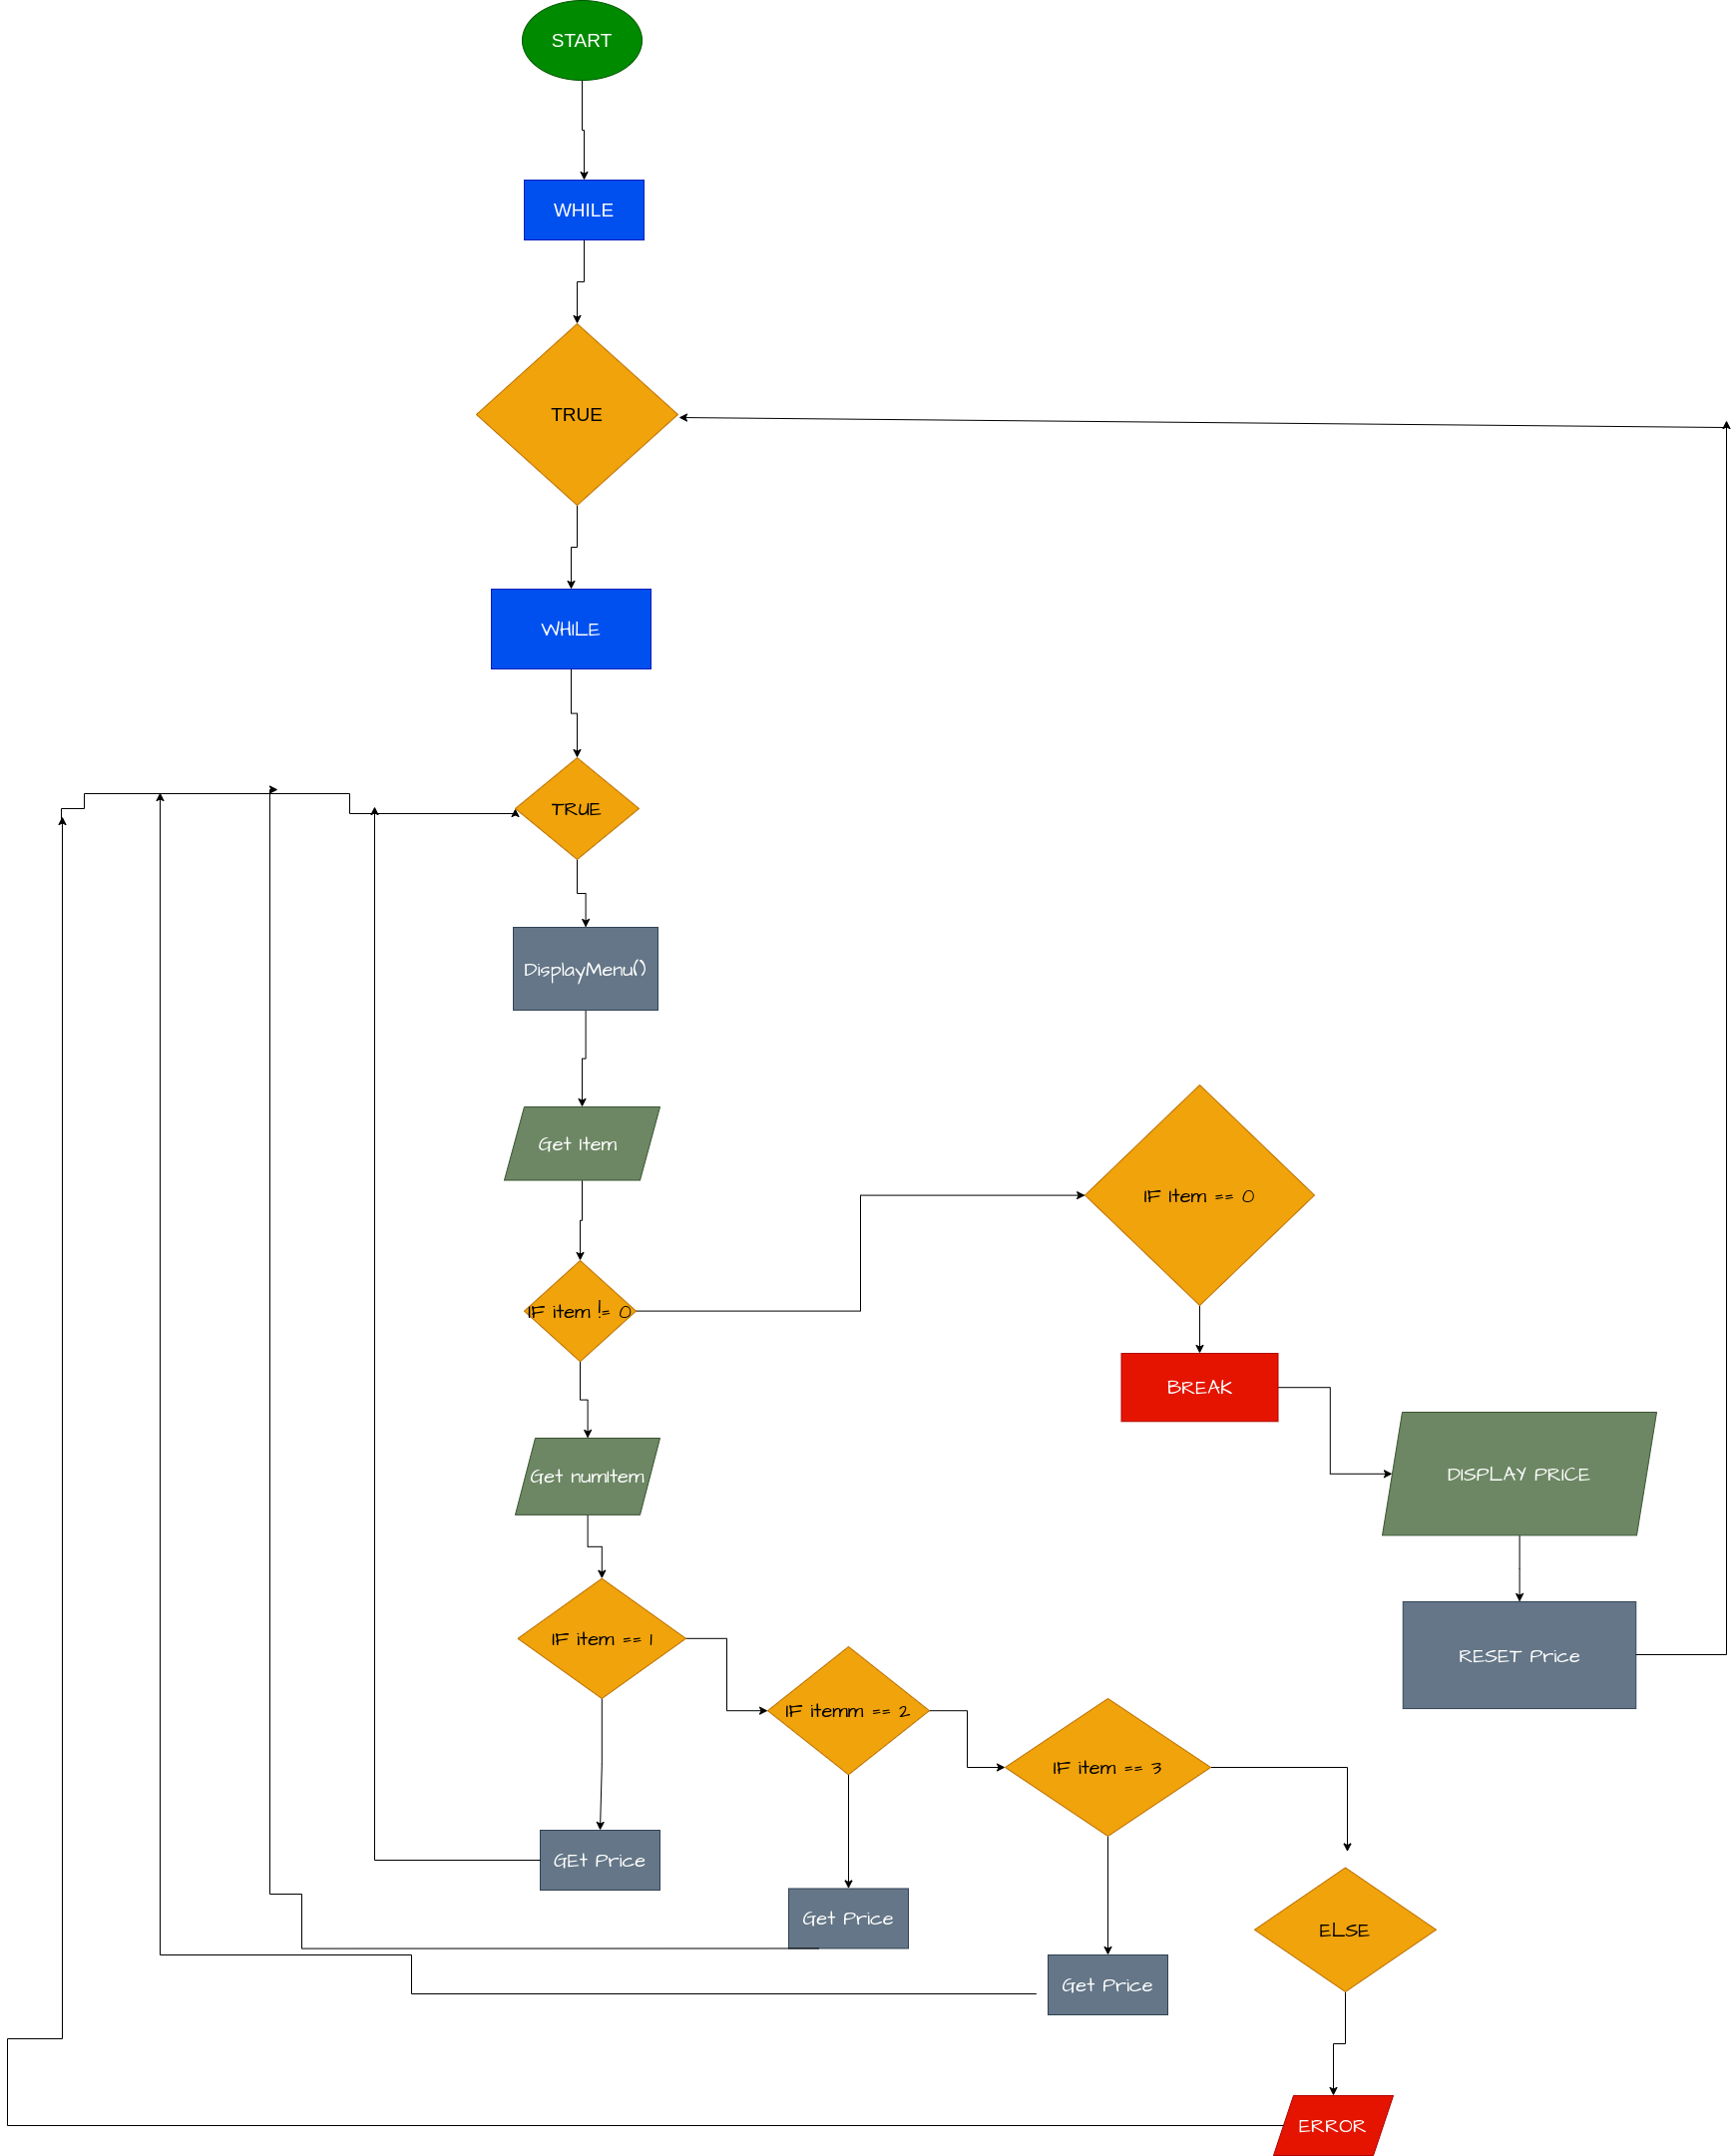 START
WHILE
TRUE
WHILE
TRUE
DisplayMenu()
Get Item
IF Item == 0
IF item != 0
BREAK
DISPLAY PRICE
Get numItem
IF item == 1
RESET Price
IF itemm == 2
IF item == 3
GEt Price
Get Price
ELSE
Get Price
ERROR